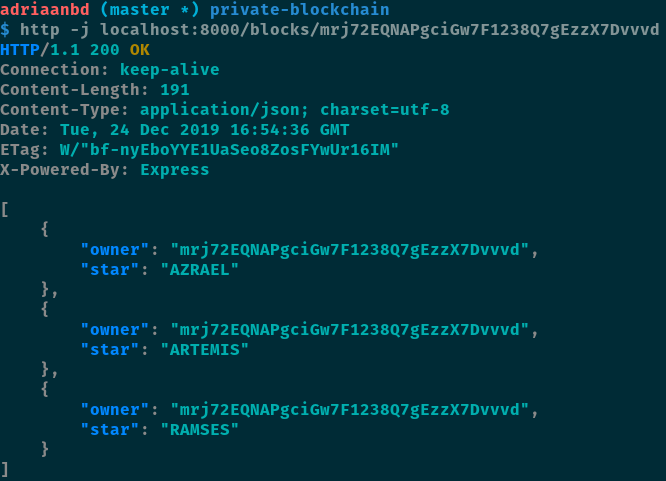 adriaanbd (master *) private-blockchain
$ http -j localhost:8000/blocks/mrj72EQNAPgciGw7F1238Q7gEzzX7Dvvvd
HTTP/1.1 200 OK
Connection: keep-alive
Content-Length: 191
Content-Type: application/json; charset=utf-8
Date: Tue, 24 Dec 2019 16:54:36 GMT
ETag: W/"bf-nyEboYYE1UaSeo8ZosFYwUr16IM"
X-Powered-By: Express

[
    {
        "owner": "mrj72EQNAPgciGw7F1238Q7gEzzX7Dvvvd",
        "star": "AZRAEL"
    },
    {
        "owner": "mrj72EQNAPgciGw7F1238Q7gEzzX7Dvvvd",
        "star": "ARTEMIS"
    },
    {
        "owner": "mrj72EQNAPgciGw7F1238Q7gEzzX7Dvvvd",
        "star": "RAMSES"
    }
]